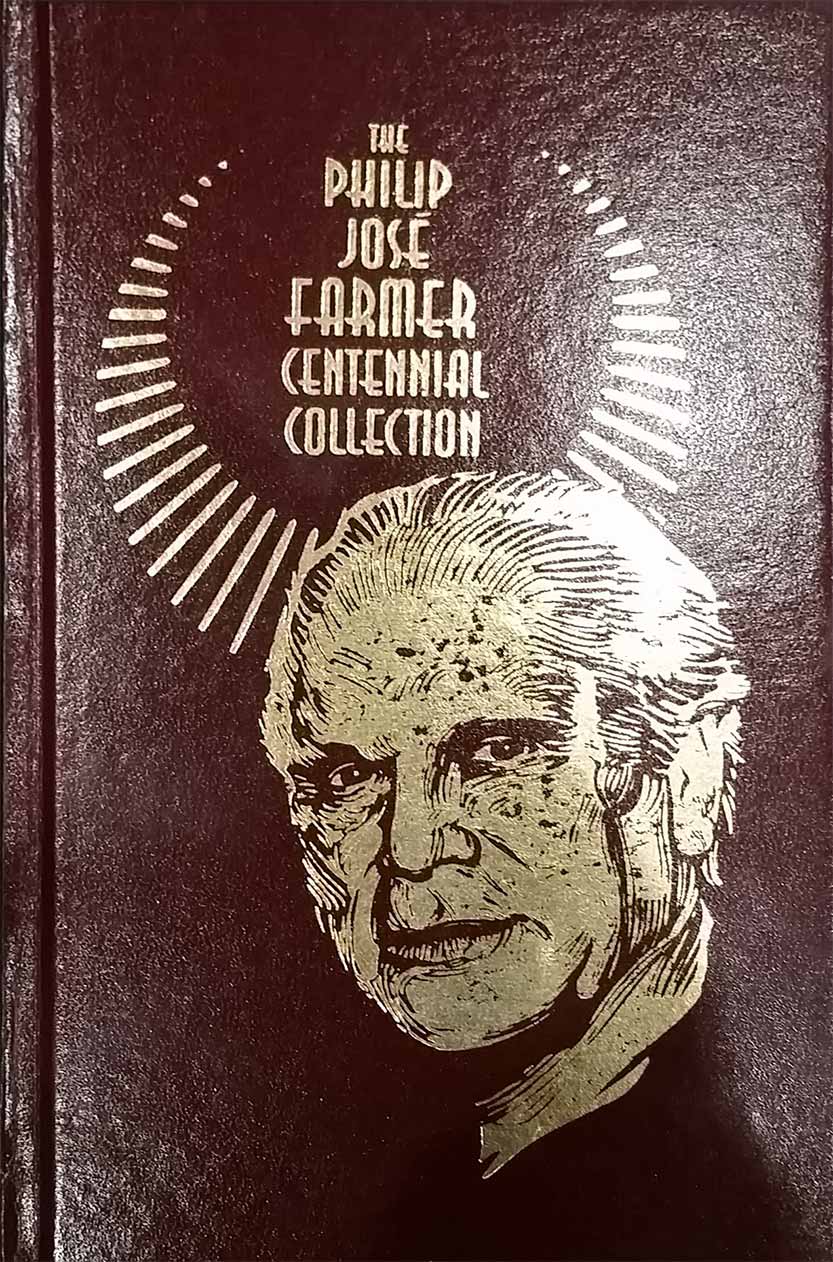 THE
PHILIP
JOSÉ
FARMER
CENTENNIAL
COLLECTION